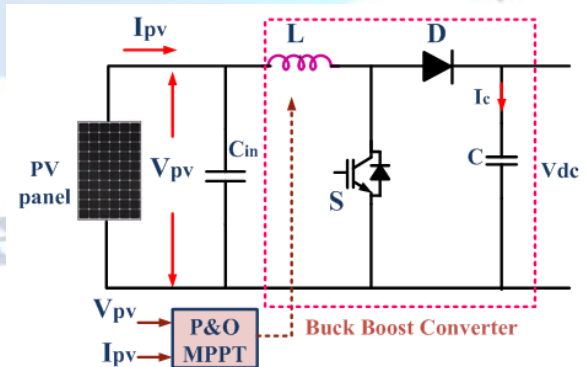 Ipv
L
D
Ic
PV
panel
Vpv
Cin
S
C
Vdc
Vpv
Ipv
P&O
MPPT
Buck Boost Converter